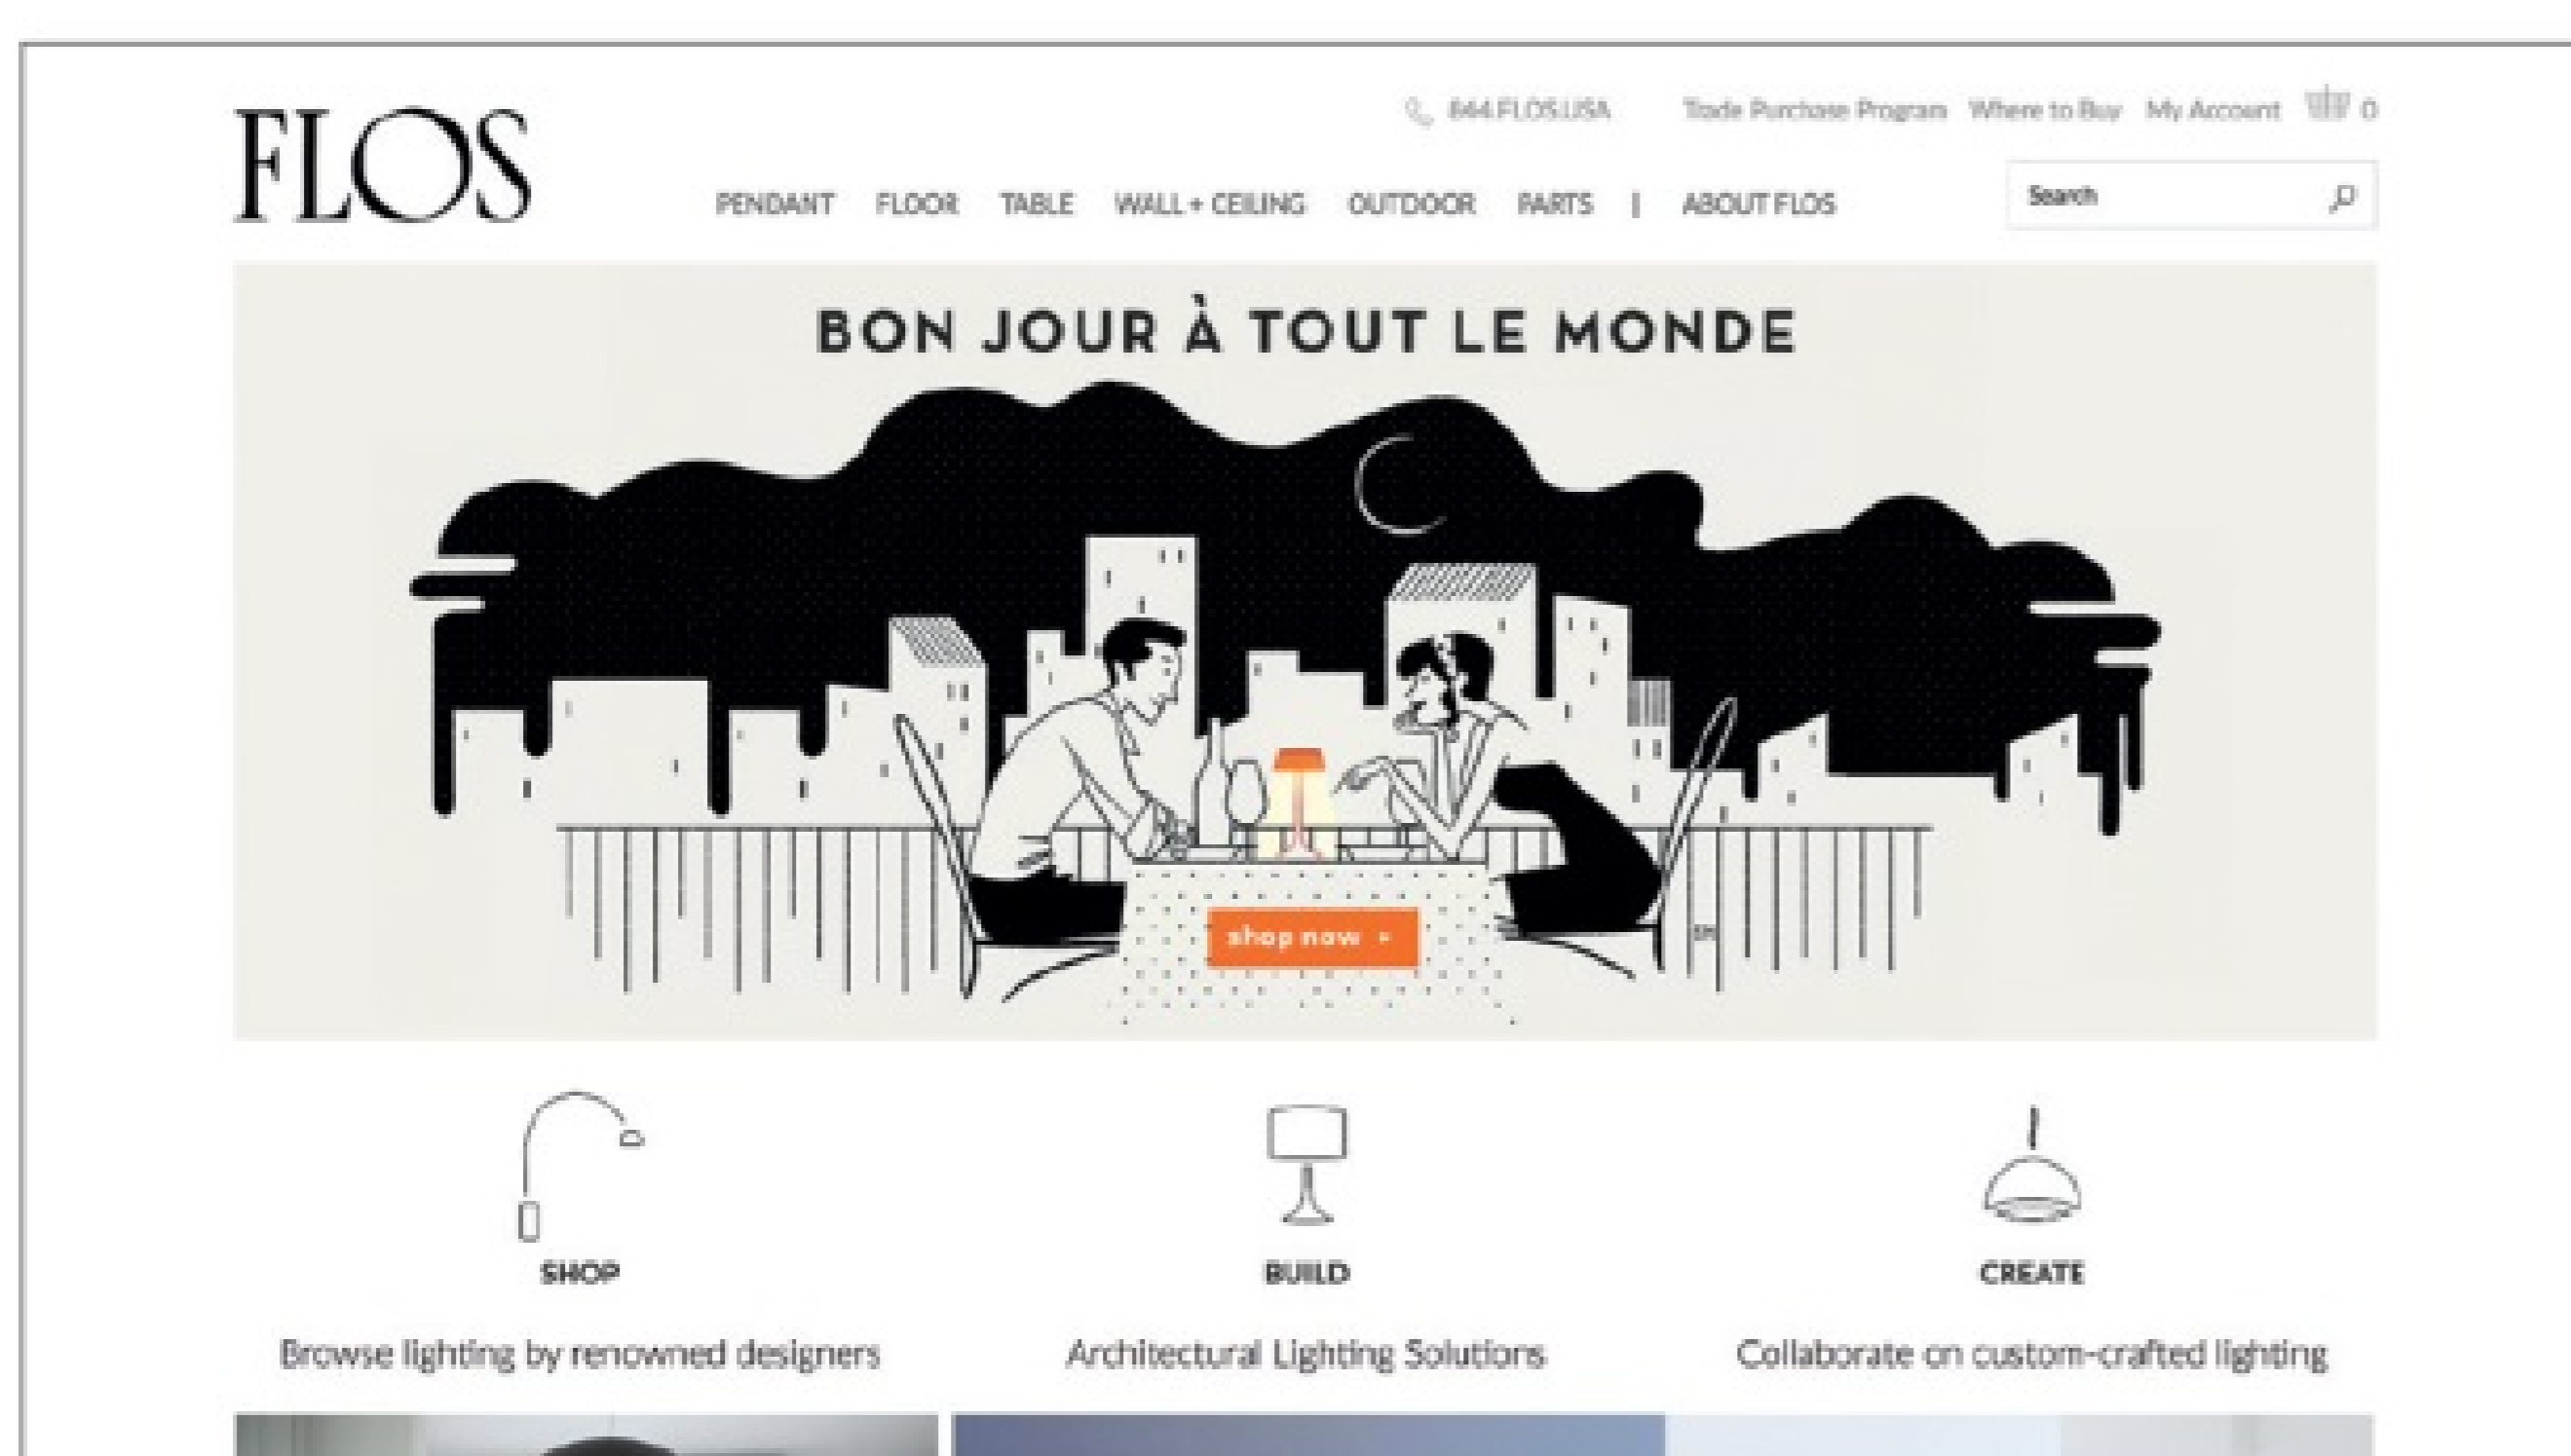 FLOS
844.FLOS.USA Trade Purchase Program Where to Buy My Account 0
PENDANT FLOOR TABLE WALL + CEILING OUTDOOR PARTS | ABOUT FLOS
Search
BON JOUR À TOUT LE MONDE
shop now
SHOP
BUILD
CREATE
Browse lighting by renowned designers
Architectural Lighting Solutions
Collaborate on custom-crafted lighting